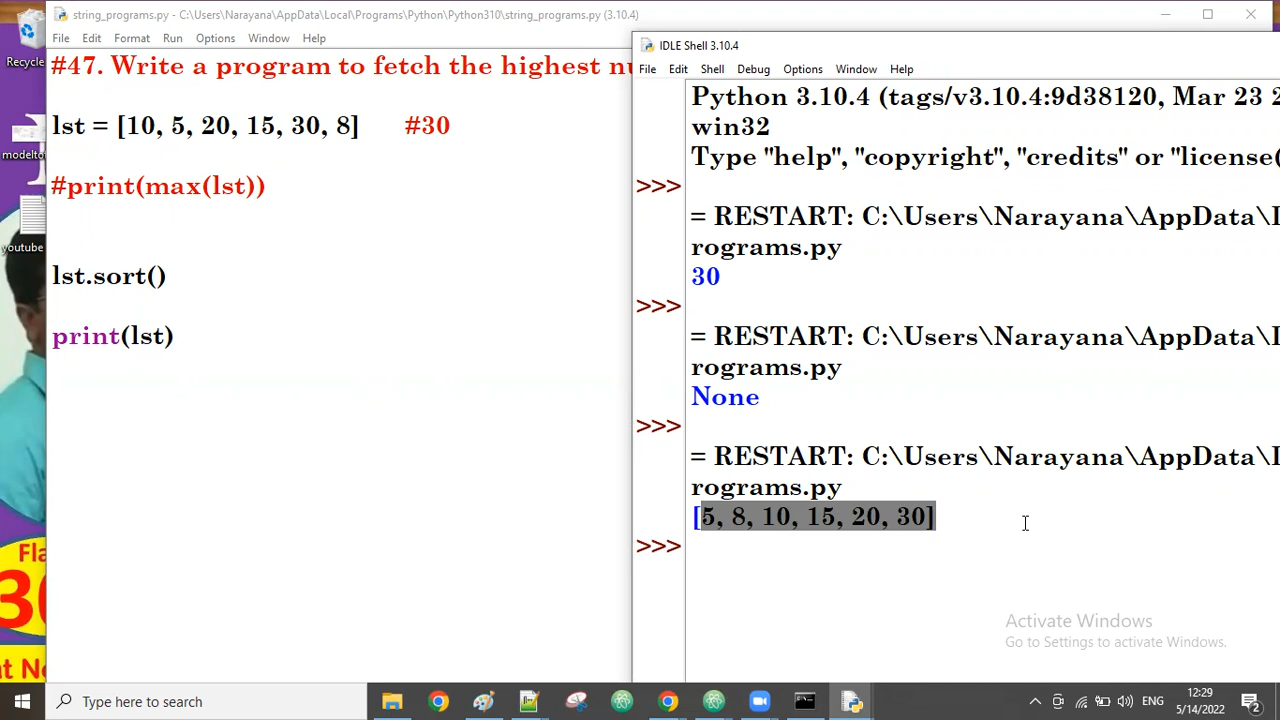 string_programs.py - C:\Users\Narayana\AppData\Local\Programs\Python\Python310\string_programs.py (3.10.4)
File Edit Format Run Options Window Help
#47. Write a program to fetch the highest nu
lst = [10, 5, 20, 15, 30, 8] #30
#print(max(lst))
lst.sort()
print(lst)
IDLE Shell 3.10.4
File Edit Shell Debug Options Window Help
Python 3.10.4 (tags/v3.10.4:9d38120, Mar 23 2
win32
Type "help", "copyright", "credits" or "license(
>>>
= RESTART: C:\Users\Narayana\AppData\L
rograms.py
30
>>>
= RESTART: C:\Users\Narayana\AppData\L
rograms.py
None
>>>
= RESTART: C:\Users\Narayana\AppData\L
rograms.py
[5, 8, 10, 15, 20, 30]
>>>
Activate Windows
Go to Settings to activate Windows.
Recycle
modelto
youtube
Fla
30
at No
Type here to search
ENG
12:29
5/14/2022
2